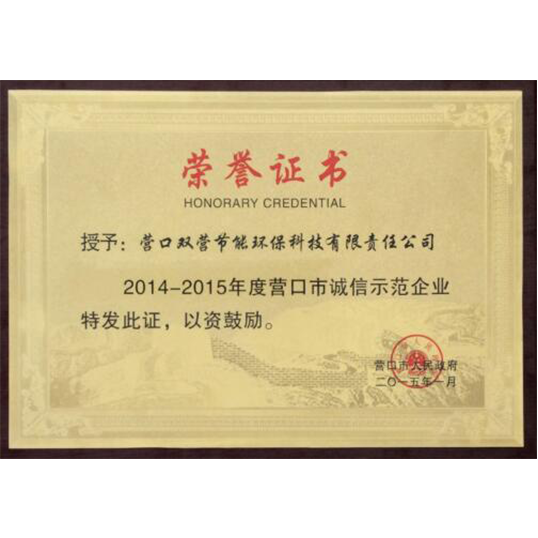 荣誉证书
HONORARY CREDENTIAL
授予：营口双营节能环保科技有限责任公司
2014-2015年度营口市诚信示范企业
特发此证，以资鼓励。
营口市人民政府
二〇一五年一月